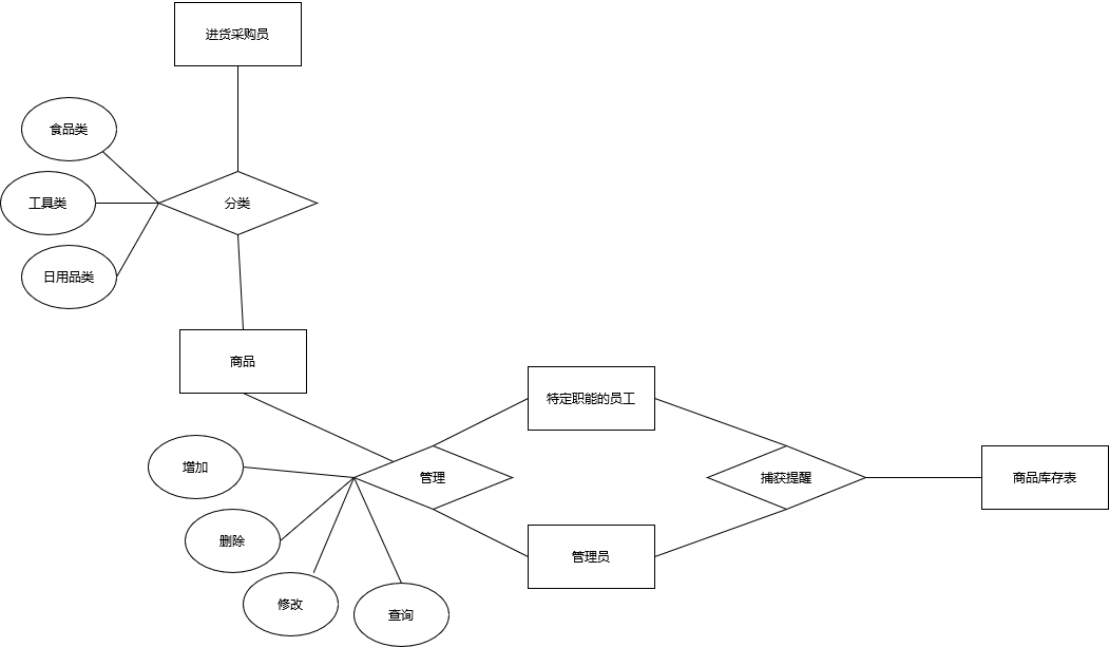 进货采购员
食品类
工具类
分类
日用品类
商品
特定职能的员工
增加
管理
捕获提醒
商品库存表
删除
管理员
修改
查询